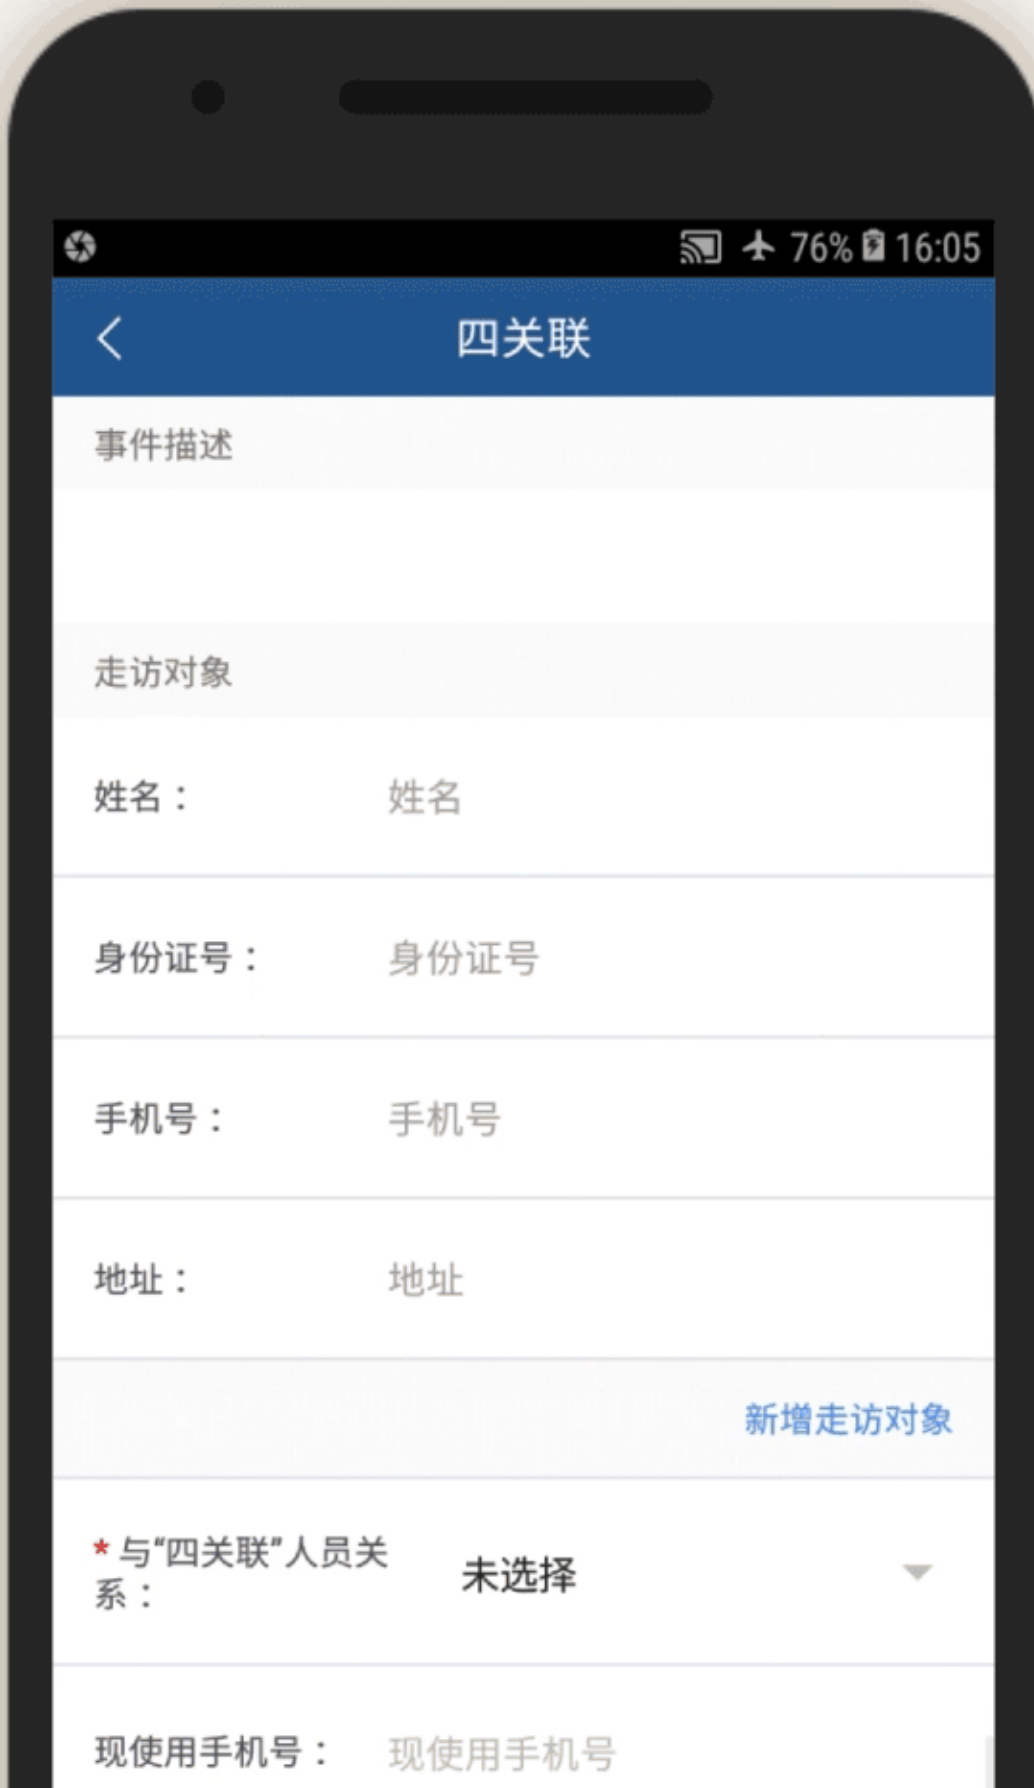 76% 16:05
四关联
事件描述
走访对象
姓名： 姓名
身份证号： 身份证号
手机号： 手机号
地址： 地址
新增走访对象
* 与“四关联”人员关
系： 未选择
现使用手机号： 现使用手机号